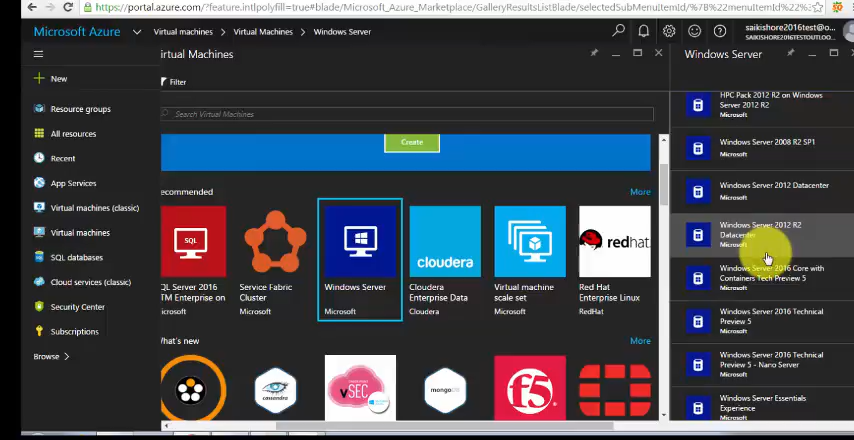 https://portal.azure.com/?feature.intlpolyfill=true#blade/Microsoft_Azure_Marketplace/GalleryResultsListBlade/selectedSubMenuItemId/%7B%22menuItemId%22%3
Microsoft Azure
Virtual machines
Virtual Machines
Windows Server
saikishore2016test@o...
SAIKISHORE2016TESTOUTLOO...
New
Resource groups
All resources
Recent
App Services
Virtual machines (classic)
Virtual machines
SQL databases
Cloud services (classic)
Security Center
Subscriptions
Browse
irtual Machines
Filter
Search Virtual Machines
Create
ecommended
More
SQL
cloudera
redhat.
QL Server 2016
TM Enterprise on
icrosoft
Service Fabric
Cluster
Microsoft
Windows Server
Microsoft
Cloudera
Enterprise Data
Cloudera
Virtual machine
scale set
Microsoft
Red Hat
Enterprise Linux
RedHat
hat's new
More
cassandra
vSEC
mongoDB
f5
Windows Server
HPC Pack 2012 R2 on Windows
Server 2012 R2
Microsoft
Windows Server 2008 R2 SP1
Microsoft
Windows Server 2012 Datacenter
Microsoft
Windows Server 2012 R2
Datacenter
Microsoft
Windows Server 2016 Core with
Containers Tech Preview 5
Microsoft
Windows Server 2016 Technical
Preview 5
Microsoft
Windows Server 2016 Technical
Preview 5 - Nano Server
Microsoft
Windows Server Essentials
Experience
Microsoft